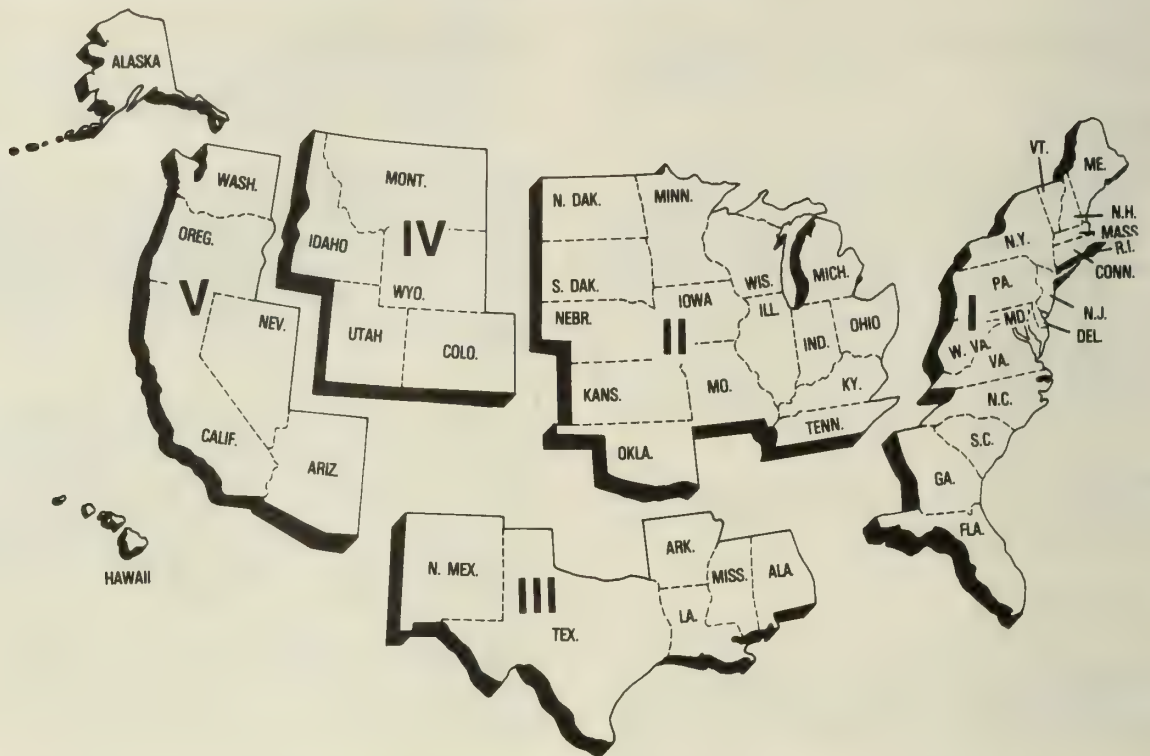 ALASKA
WASH.
OREG.
V
NEV.
CALIF.
ARIZ.
HAWAII
MONT.
IV
IDAHO
WYO.
UTAH
COLO.
N. DAK.
MINN.
S. DAK.
WIS.
MICH.
NEBR.
IOWA
II
ILL.
IND.
OHIO
KANS.
MO.
KY.
OKLA.
TENN.
N. MEX.
III
TEX.
ARK.
LA.
MISS.
ALA.
VT.
ME.
N.H.
MASS
R.I.
CONN.
N.Y.
PA.
I
N.J.
MD.
DEL.
W. VA.
VA.
N.C.
S.C.
GA.
FLA.